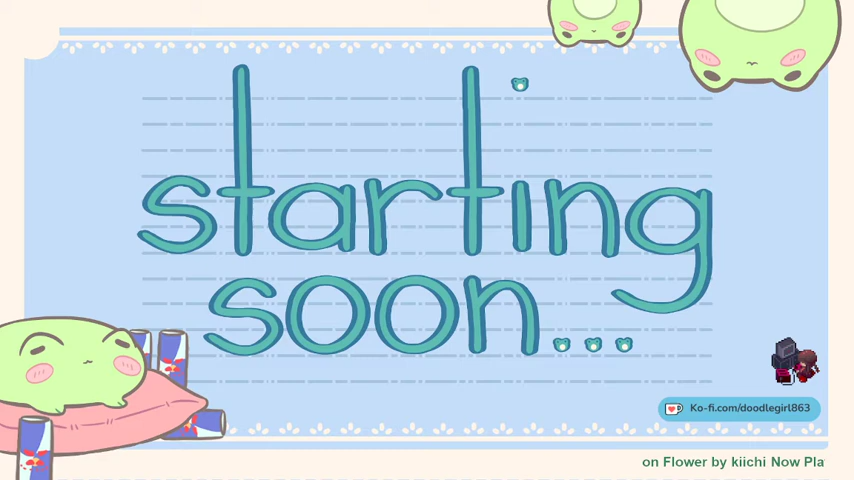 starting
soon...
Ko-fi.com/doodlegirl863
on Flower by kiichi Now Pla